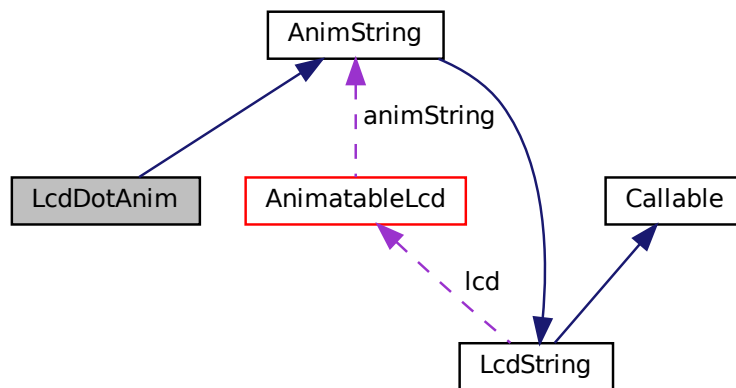 AnimString
animString
LcdDotAnim
AnimatableLcd
Callable
lcd
LcdString